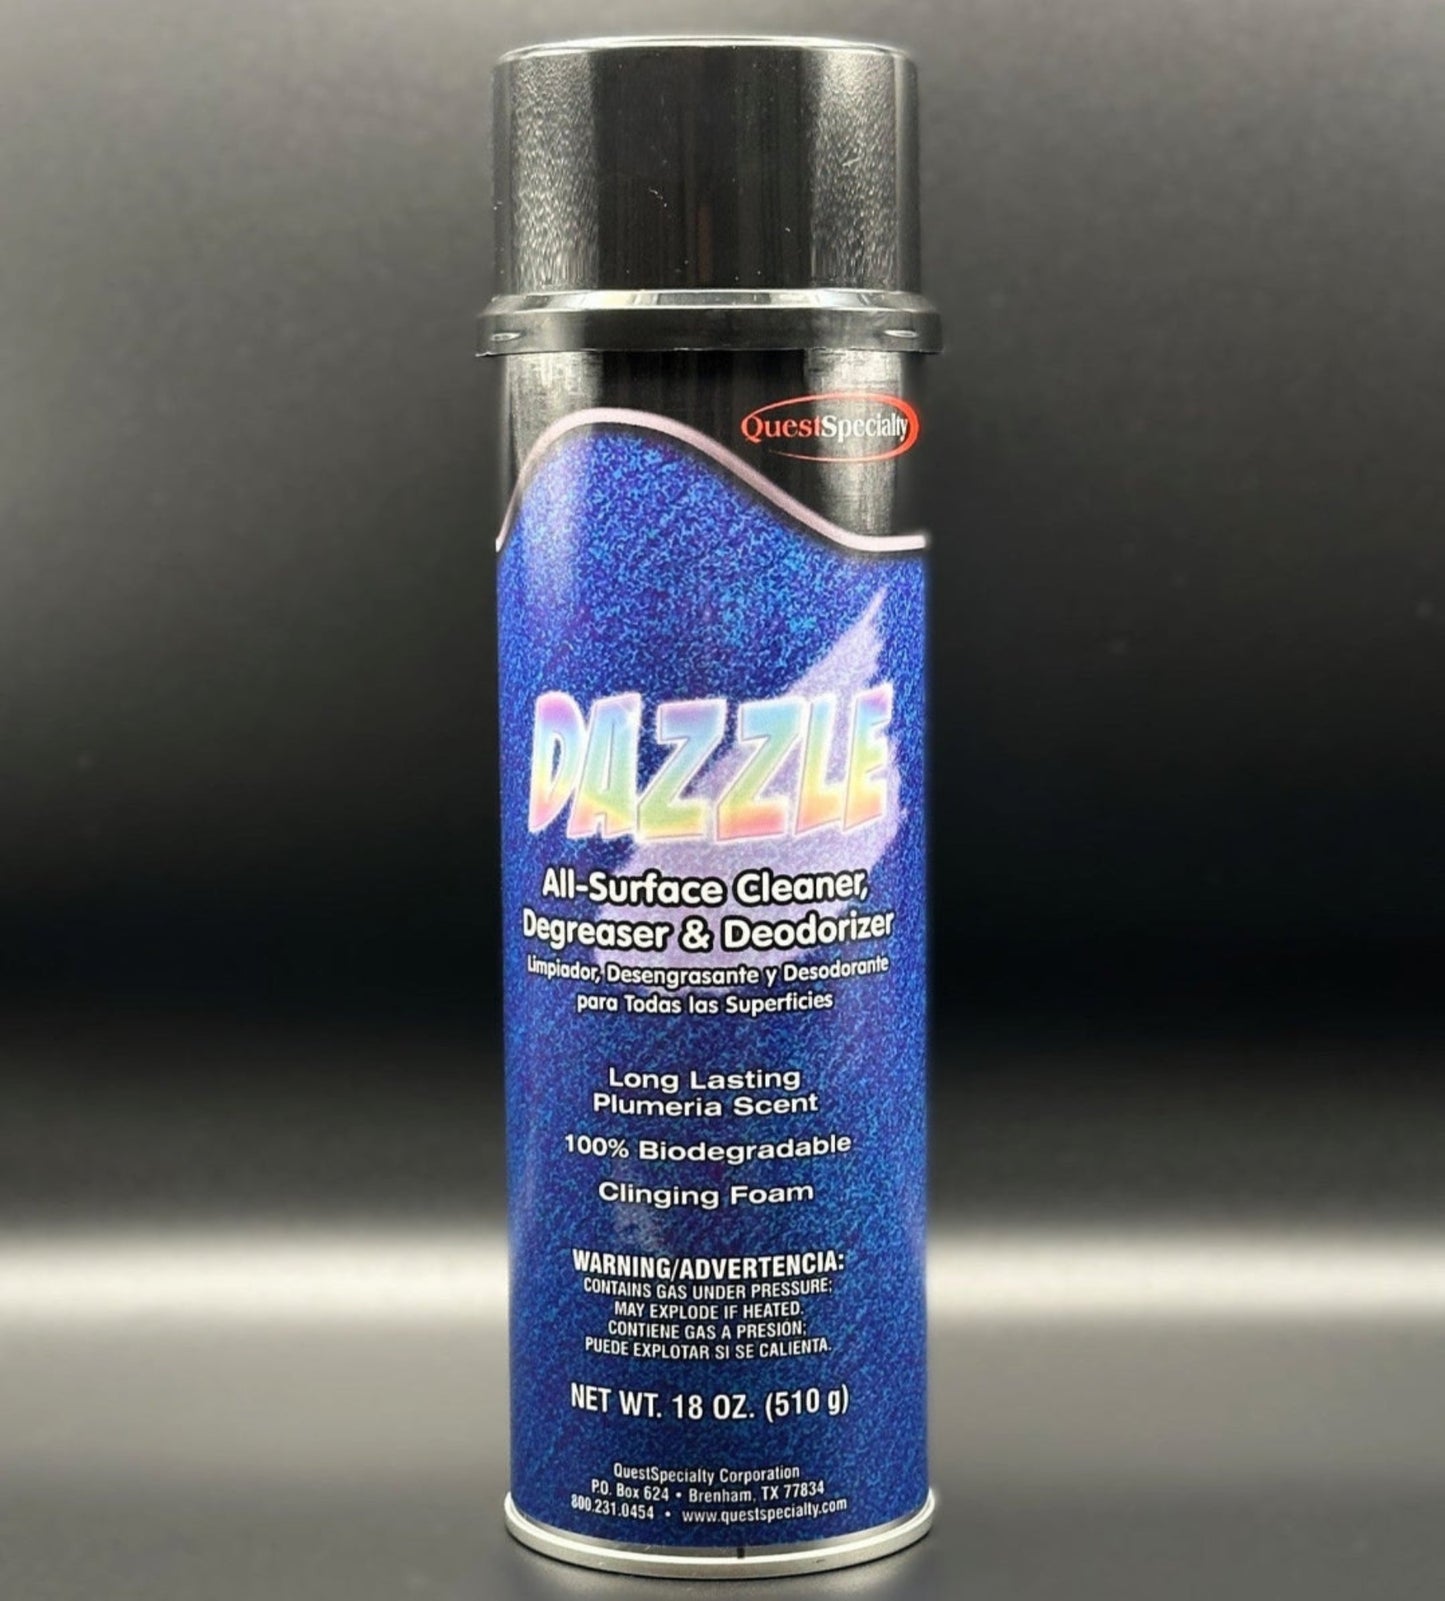 QuestSpecialty
DAZZLE
All-Surface Cleaner,
Degreaser & Deodorizer
Limpiador, Desengrasante y Desodorante
para Todas las Superficies
Long Lasting
Plumeria Scent
100% Biodegradable
Clinging Foam
WARNING/ADVERTENCIA:
CONTAINS GAS UNDER PRESSURE;
MAY EXPLODE IF HEATED.
CONTIENE GAS A PRESIÓN;
PUEDE EXPLOTAR SI SE CALIENTA.
NET WT. 18 OZ. (510 g)
QuestSpecialty Corporation
P.O. Box 624 • Brenham, TX 77834
800.231.0454 • www.questspecialty.com